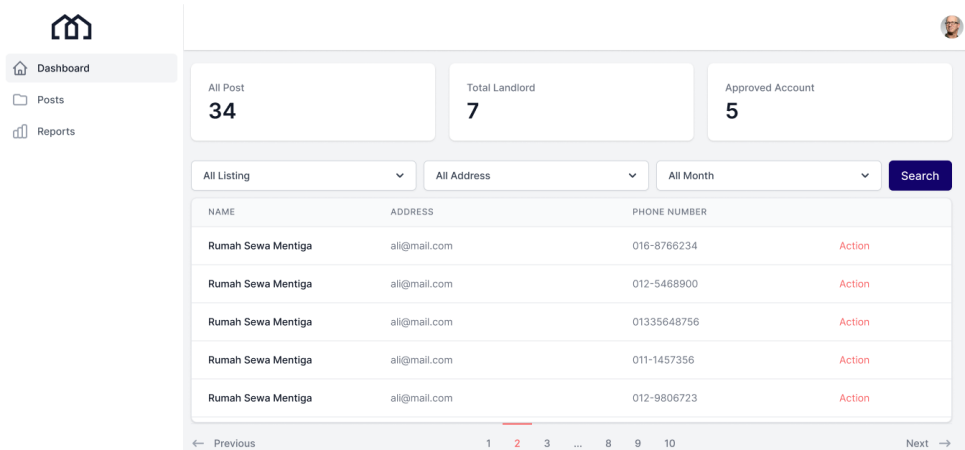 Dashboard
Posts
Reports
All Post
34
Total Landlord
7
Approved Account
5
All Listing
All Address
All Month
Search
NAME ADDRESS PHONE NUMBER
Rumah Sewa Mentiga ali@mail.com 016-8766234 Action
Rumah Sewa Mentiga ali@mail.com 012-5468900 Action
Rumah Sewa Mentiga ali@mail.com 01335648756 Action
Rumah Sewa Mentiga ali@mail.com 011-1457356 Action
Rumah Sewa Mentiga ali@mail.com 012-9806723 Action
Previous 1 2 3 ... 8 9 10 Next